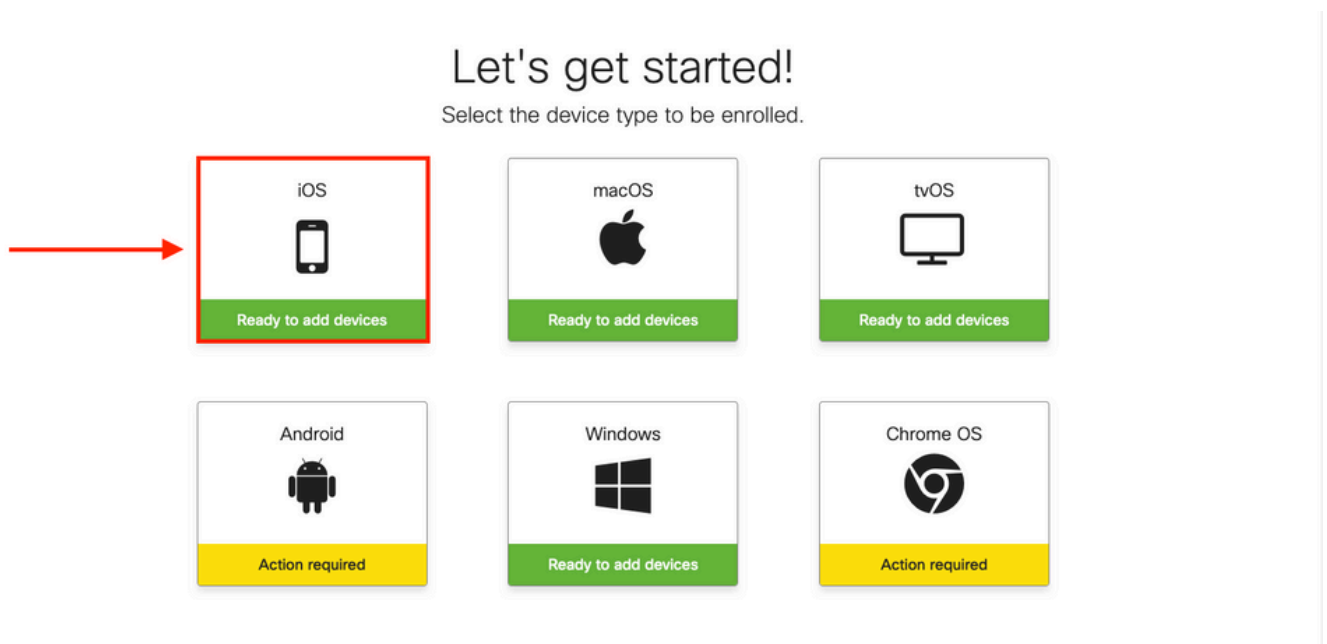 Let's get started!
Select the device type to be enrolled.
iOS
macOS
tvOS
Ready to add devices
Ready to add devices
Ready to add devices
Android
Windows
Chrome OS
Action required
Ready to add devices
Action required